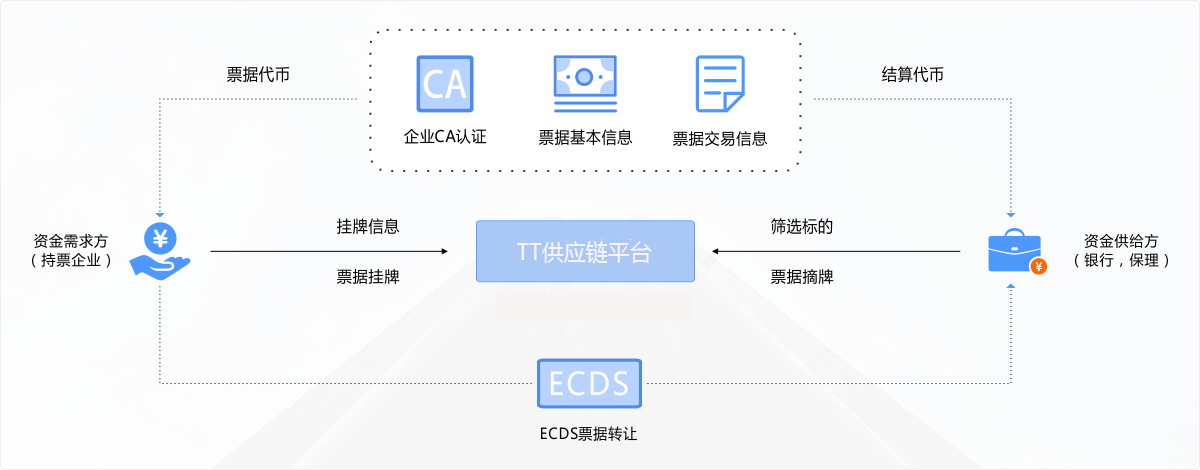 票据代币
结算代币
CA
企业CA认证
票据基本信息
票据交易信息
¥
资金需求方
（持票企业）
挂牌信息
票据挂牌
TT供应链平台
筛选标的
票据摘牌
¥
资金供给方
（银行，保理）
ECDS
ECDS票据转让